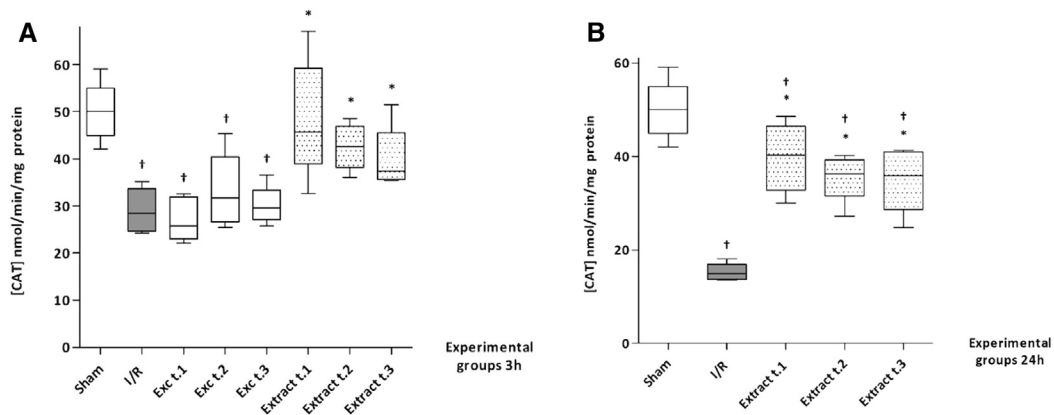 A
[CAT] nmol/min/mg protein
60
50
40
30
20
10
0
†
†
†
†
*
*
*
Sham
I/R
Exc t.1
Exc t.2
Exc t.3
Extract t.1
Extract t.2
Extract t.3
Experimental
groups 3h
B
[CAT] nmol/min/mg protein
60
40
20
0
†
†
*
†
*
†
*
Sham
I/R
Extract t.1
Extract t.2
Extract t.3
Experimental
groups 24h